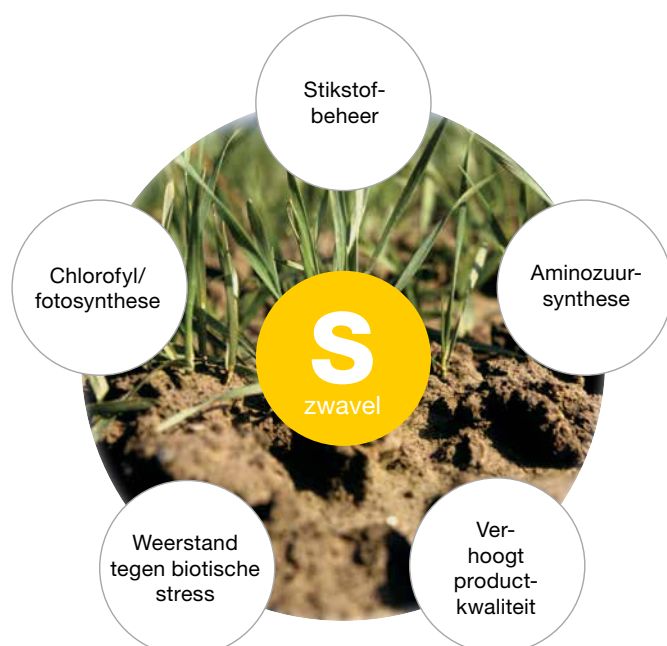 Stikstof-
beheer
Chlorofyl/
fotosynthese
Aminozuur-
synthese
S
zwavel
Weerstand
tegen biotische
stress
Ver-
hoogt
product-
kwaliteit